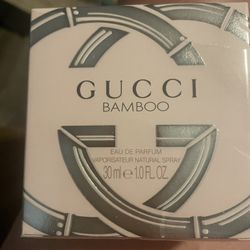 GUCCI
BAMBOO
EAU DE PARFUM
VAPORISATEUR NATURAL SPRAY
30 ml ℮ 1.0 FL.OZ.